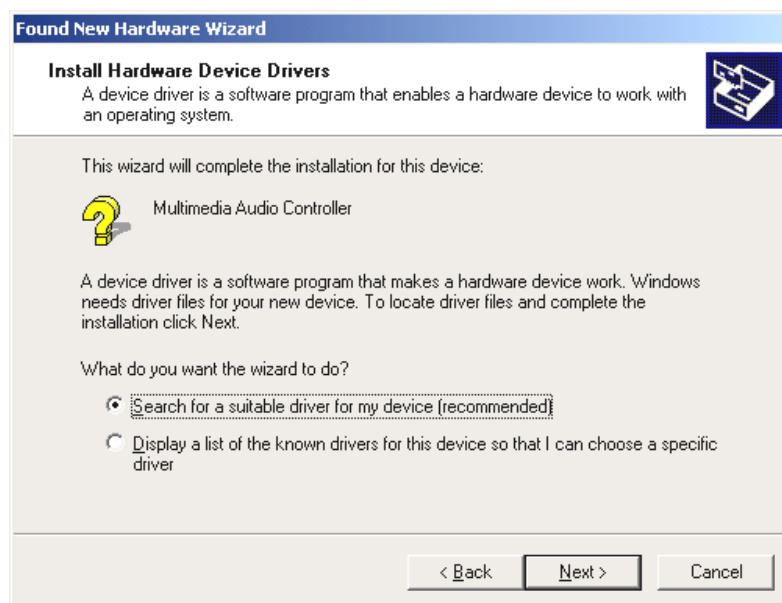 Found New Hardware Wizard
Install Hardware Device Drivers
A device driver is a software program that enables a hardware device to work with
an operating system.
This wizard will complete the installation for this device:
Multimedia Audio Controller
A device driver is a software program that makes a hardware device work. Windows
needs driver files for your new device. To locate driver files and complete the
installation click Next.
What do you want the wizard to do?
Search for a suitable driver for my device (recommended)
Display a list of the known drivers for this device so that I can choose a specific
driver
< Back
Next >
Cancel